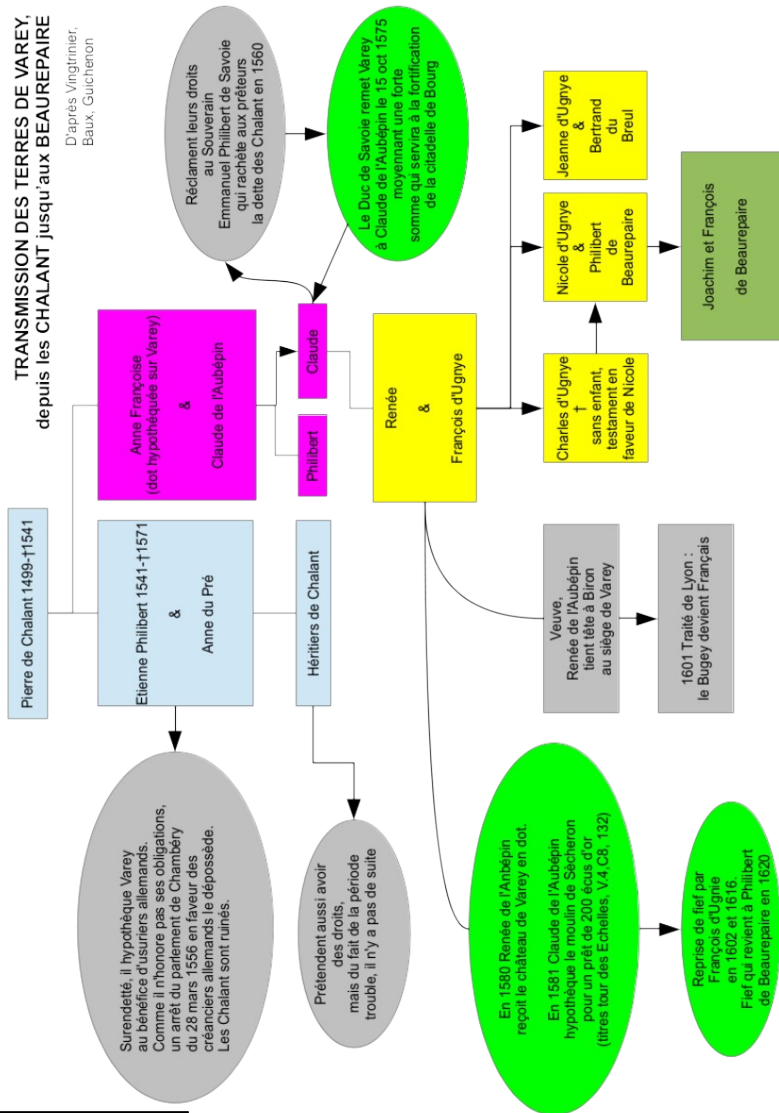 TRANSMISSION DES TERRES DE VAREY,
depuis les CHALANT jusqu'aux BEAUREPAIRE
D'après Vingtrinier,
Baux, Guichenon
Pierre de Chalant 1499-†1541
Surendetté, il hypothèque Varey
au bénéfice d'usuriers allemands.
Comme il n'honore pas ses obligations,
un arrêt du parlement de Chambéry
du 28 mars 1556 en faveur des
créanciers allemands le dépossède.
Les Chalant sont ruinés.
Etienne Philibert 1541-†1571
&
Anne du Pré
Anne Françoise
(dot hypothéquée sur Varey)
&
Claude de l'Aubépin
Réclament leurs droits
au Souverain
Emmanuel Philibert de Savoie
qui rachète aux prêteurs
la dette des Chalant en 1560
Prétendent aussi avoir
des droits,
mais du fait de la période
trouble, il n'y a pas de suite
Héritiers de Chalant
Philibert
Claude
Le Duc de Savoie remet Varey
à Claude de l'Aubépin le 15 oct 1575
moyennant une forte
somme qui servira à la fortification
de la citadelle de Bourg
Renée
&
François d'Ugnye
En 1580 Renée de l'Anbépin
reçoit le château de Varey en dot.
En 1581 Claude de l'Aubépin
hypothèque le moulin de Sècheron
pour un prêt de 200 écus d'or
(titres tour des Echelles, V.4,C8, 132)
Veuve,
Renée de l'Aubépin
tient tête à Biron
au siège de Varey
Charles d'Ugnye
†
sans enfant,
testament en
faveur de Nicole
Nicole d'Ugnye
&
Philibert
de
Beaurepaire
Jeanne d'Ugnye
&
Bertrand
du
Breul
Reprise de fief par
François d'Ugnie
en 1602 et 1616.
Fief qui revient à Philibert
de Beaurepaire en 1620
1601 Traité de Lyon :
le Bugey devient Français
Joachim et François
de Beaurepaire